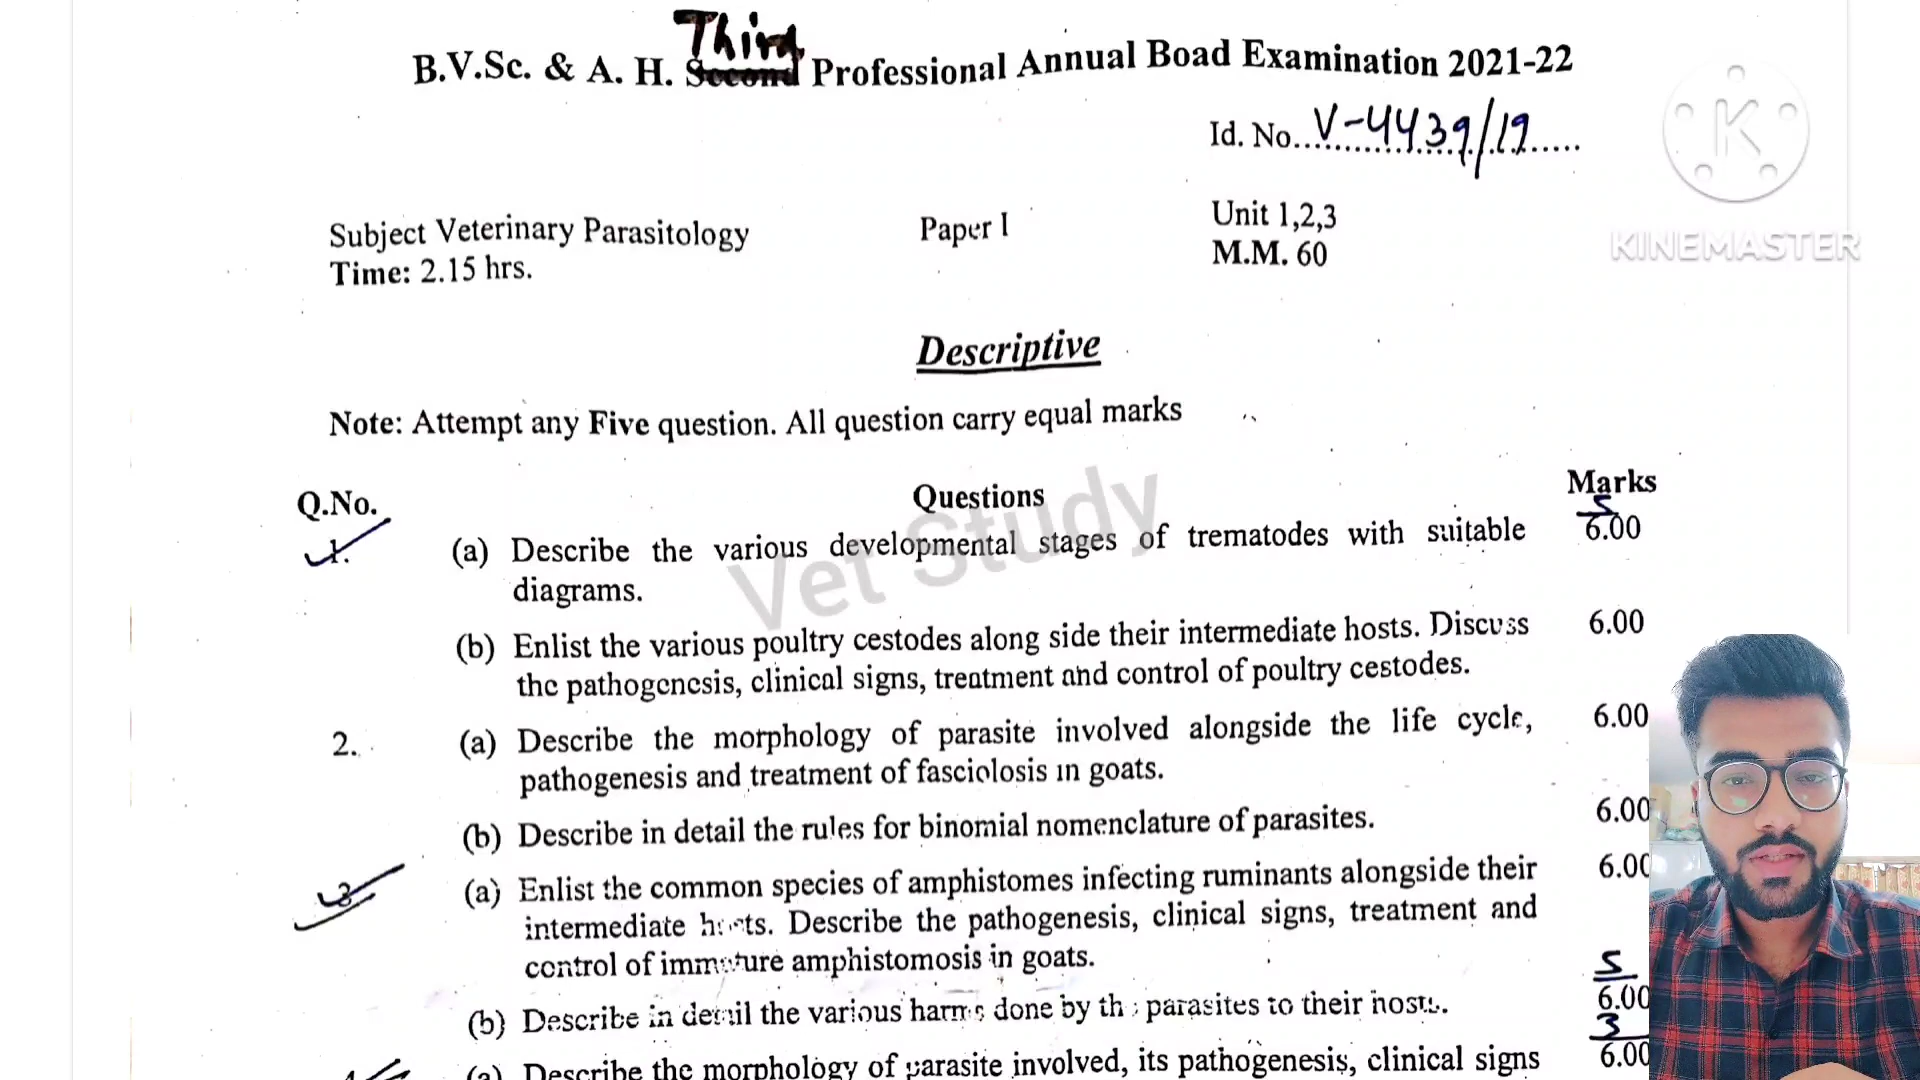 Third
B.V.Sc. & A. H. Second Professional Annual Boad Examination 2021-22
Id. No. V-4439/19
K
KINEMASTER
Subject Veterinary Parasitology Paper I Unit 1,2,3
Time: 2.15 hrs. M.M. 60
Descriptive
Note: Attempt any Five question. All question carry equal marks
Q.No. Questions Marks
5
1. (a) Describe the various developmental stages of trematodes with suitable 6.00
diagrams.
Vet Study
(b) Enlist the various poultry cestodes along side their intermediate hosts. Discuss 6.00
the pathogenesis, clinical signs, treatment and control of poultry cestodes.
2. (a) Describe the morphology of parasite involved alongside the life cycle, 6.00
pathogenesis and treatment of fasciolosis in goats.
(b) Describe in detail the rules for binomial nomenclature of parasites. 6.00
3 (a) Enlist the common species of amphistomes infecting ruminants alongside their 6.00
intermediate hosts. Describe the pathogenesis, clinical signs, treatment and
control of immature amphistomosis in goats.
5
(b) Describe in detail the various harms done by the parasites to their hosts. 6.00
3
(a) Describe the morphology of parasite involved, its pathogenesis, clinical signs 6.00